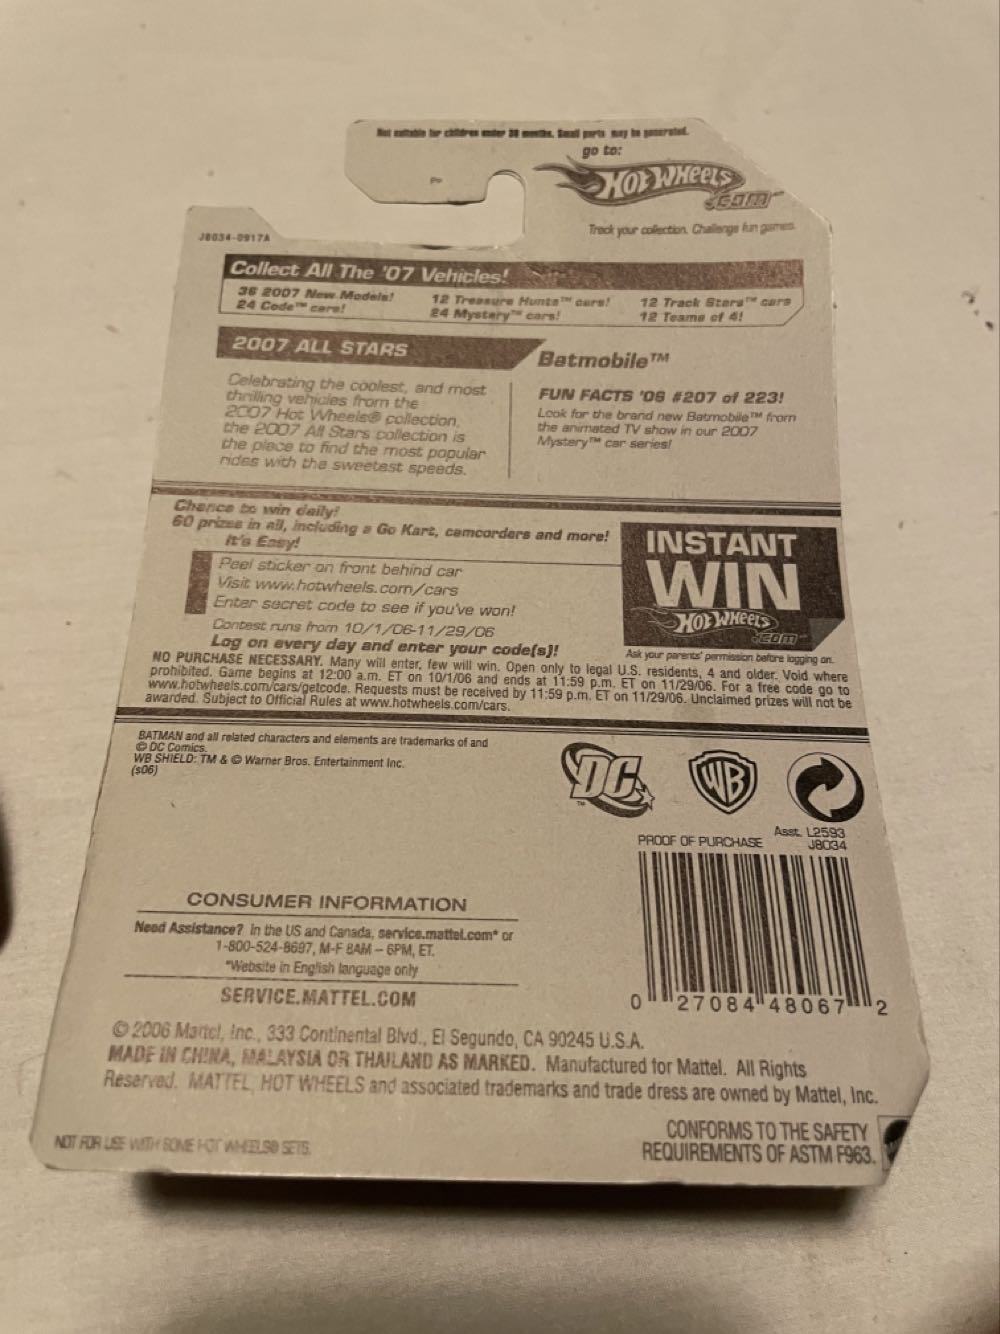 Not suitable for children under 36 months. Small parts may be generated.
go to:
HOT WHEELS
.com
Track your collection. Challenge fun games.
J8034-0917A
Collect All The '07 Vehicles!
36 2007 New Models!
24 Code™ cars!
12 Treasure Hunts™ cars!
24 Mystery™ cars!
12 Track Stars™ cars
12 Teams of 4!
2007 ALL STARS
Celebrating the coolest, and most
thrilling vehicles from the
2007 Hot Wheels® collection,
the 2007 All Stars collection is
the place to find the most popular
rides with the sweetest speeds.
Batmobile™
FUN FACTS '06 #207 of 223!
Look for the brand new Batmobile™ from
the animated TV show in our 2007
Mystery™ car series!
Chance to win daily!
60 prizes in all, including a Go Kart, camcorders and more!
It's Easy!
Peel sticker on front behind car
Visit www.hotwheels.com/cars
Enter secret code to see if you've won!
Contest runs from 10/1/06-11/29/06
Log on every day and enter your code(s)!
INSTANT
WIN
HOT WHEELS
.com
Ask your parents' permission before logging on.
NO PURCHASE NECESSARY. Many will enter, few will win. Open only to legal U.S. residents, 4 and older. Void where
prohibited. Game begins at 12:00 a.m. ET on 10/1/06 and ends at 11:59 p.m. ET on 11/29/06. For a free code go to
www.hotwheels.com/cars/getcode. Requests must be received by 11:59 p.m. ET on 11/29/06. Unclaimed prizes will not be
awarded. Subject to Official Rules at www.hotwheels.com/cars.
BATMAN and all related characters and elements are trademarks of and
© DC Comics.
WB SHIELD: TM & © Warner Bros. Entertainment Inc.
(s06)
DC
™
WB
Asst. L2593
PROOF OF PURCHASE J8034
0 27084 48067 2
CONSUMER INFORMATION
Need Assistance? In the US and Canada, service.mattel.com* or
1-800-524-8697, M-F 8AM – 6PM, ET.
*Website in English language only
SERVICE.MATTEL.COM
© 2006 Mattel, Inc., 333 Continental Blvd., El Segundo, CA 90245 U.S.A.
MADE IN CHINA, MALAYSIA OR THAILAND AS MARKED. Manufactured for Mattel. All Rights
Reserved. MATTEL, HOT WHEELS and associated trademarks and trade dress are owned by Mattel, Inc.
NOT FOR USE WITH SOME HOT WHEELS® SETS.
CONFORMS TO THE SAFETY
REQUIREMENTS OF ASTM F963.